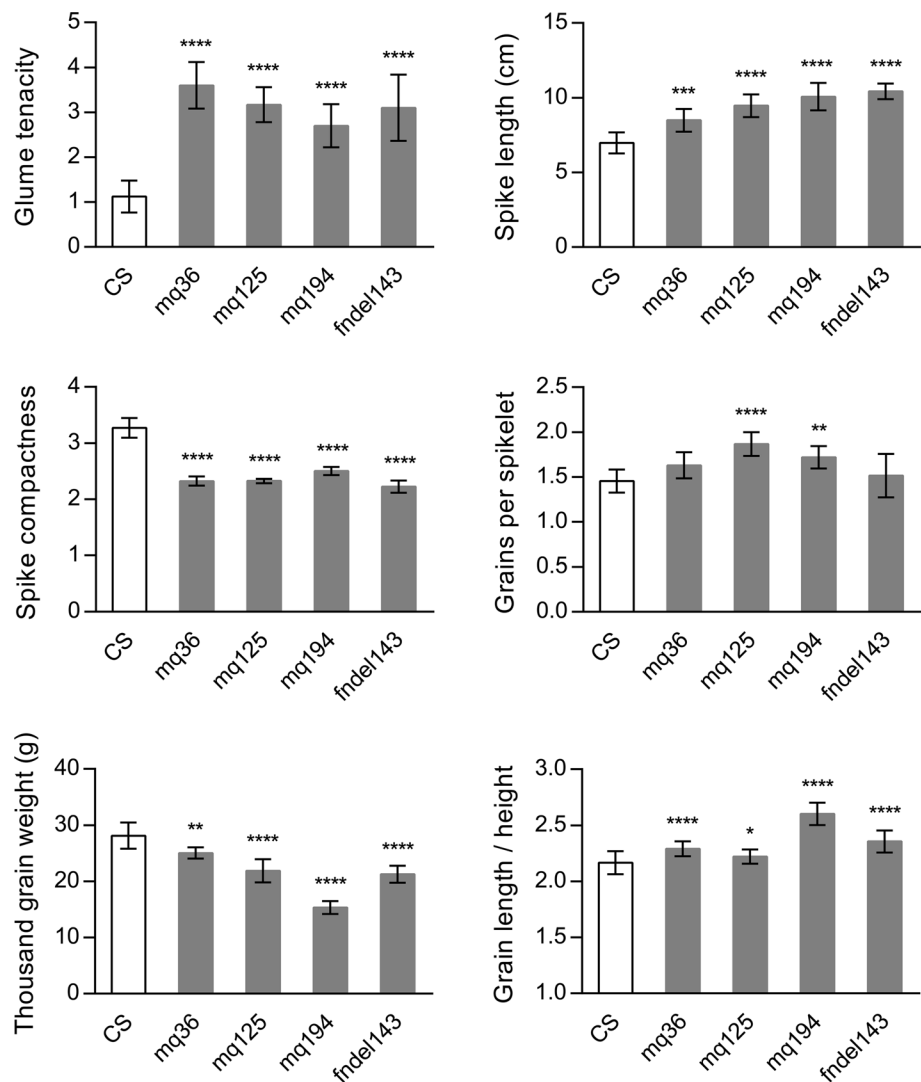 Glume tenacity
5
4
3
2
1
0
****
****
****
****
CS
mq36
mq125
mq194
fndel143
Spike length (cm)
15
10
5
0
***
****
****
****
CS
mq36
mq125
mq194
fndel143
Spike compactness
4
3
2
1
0
****
****
****
****
CS
mq36
mq125
mq194
fndel143
Grains per spikelet
2.5
2.0
1.5
1.0
0.0
****
**
CS
mq36
mq125
mq194
fndel143
Thousand grain weight (g)
40
30
20
10
0
**
****
****
****
CS
mq36
mq125
mq194
fndel143
Grain length / height
3.0
2.5
2.0
1.5
1.0
****
*
****
****
CS
mq36
mq125
mq194
fndel143